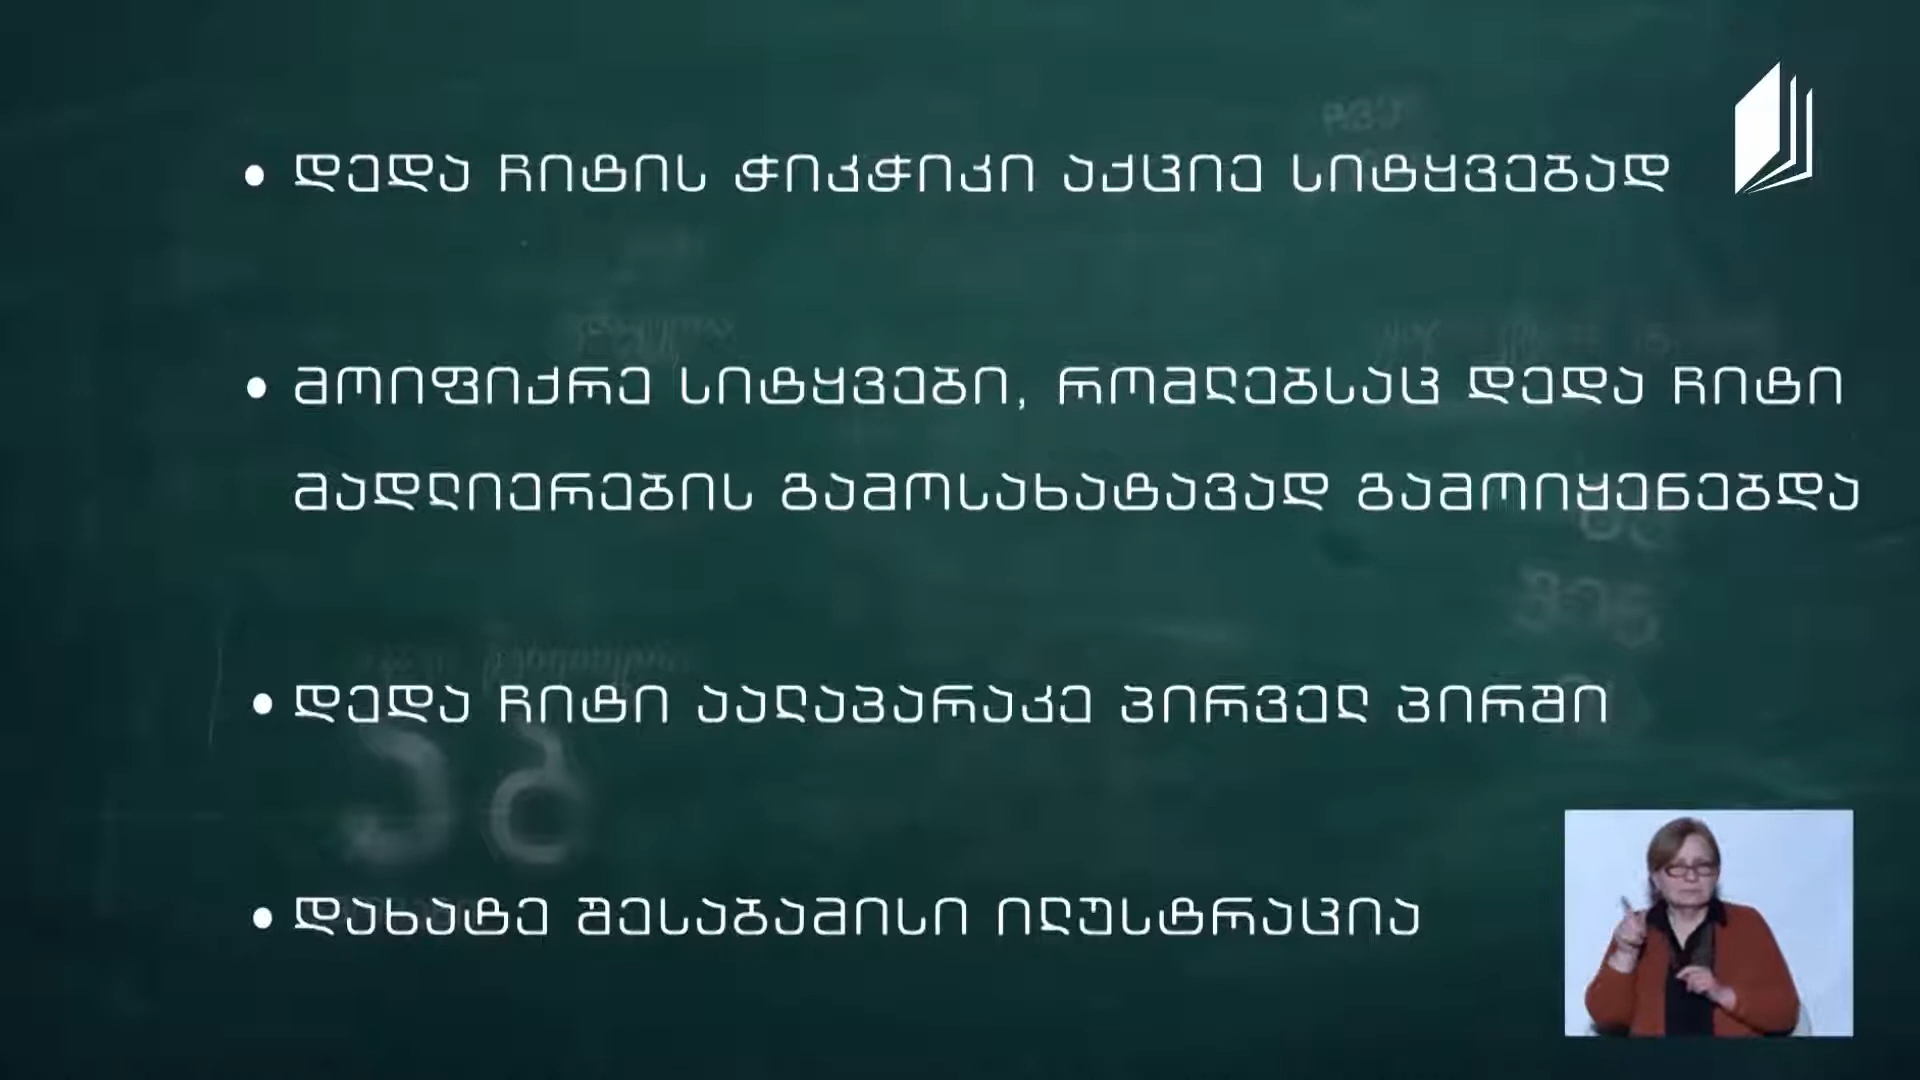 • დედა ჩიტის ჭიკჭიკი აქციე სიტყვებად
• მოიფიქრე სიტყვები, რომლებსაც დედა ჩიტი
მადლიერების გამოსახატავად გამოიყენებდა
• დედა ჩიტი აალაპარაკე პირველ პირში
• დახატე შესაბამისი ილუსტრაცია